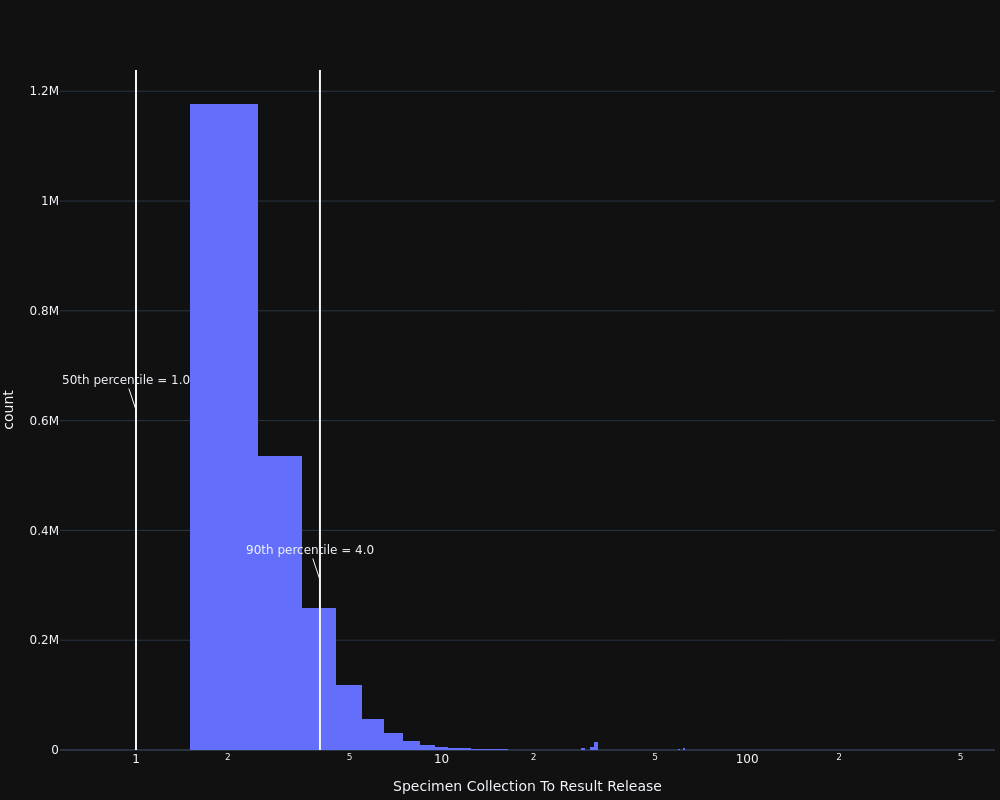 1.2M
1M
0.8M
0.6M
0.4M
0.2M
0
count
50th percentile = 1.0
90th percentile = 4.0
1 2 5 10 2 5 100 2 5
Specimen Collection To Result Release